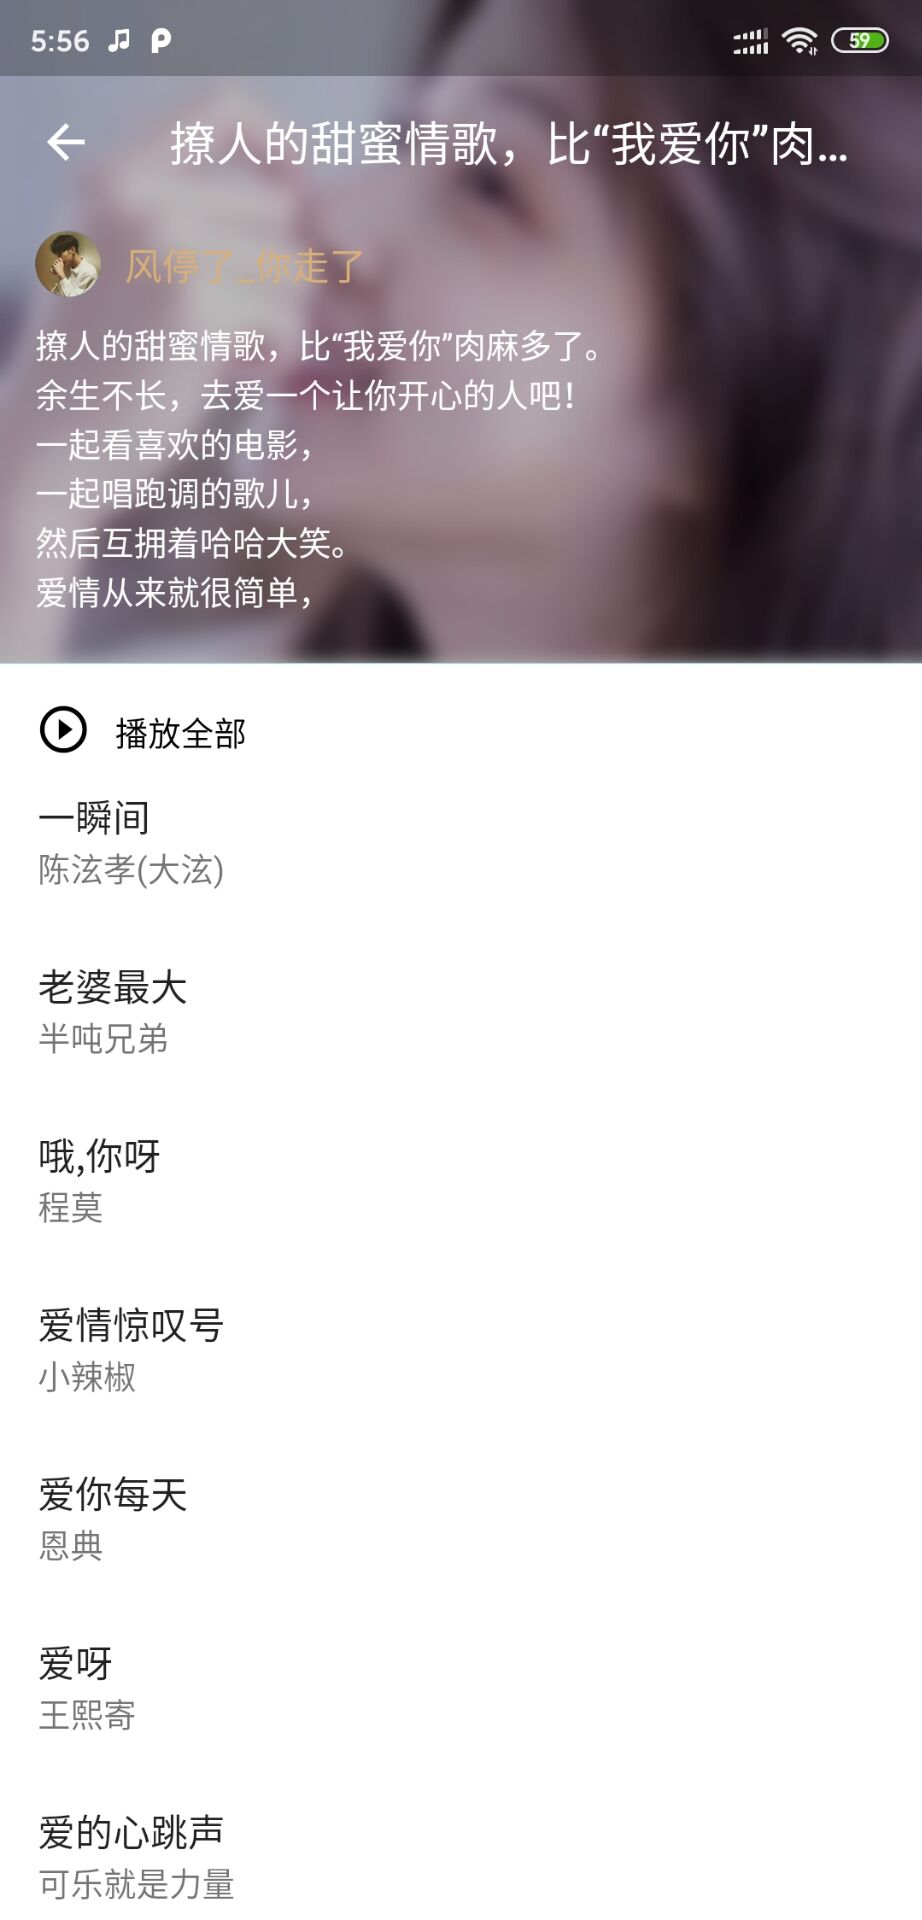 5:56
59
撩人的甜蜜情歌，比“我爱你”肉...
风停了_你走了
撩人的甜蜜情歌，比“我爱你”肉麻多了。
余生不长，去爱一个让你开心的人吧！
一起看喜欢的电影，
一起唱跑调的歌儿，
然后互拥着哈哈大笑。
爱情从来就很简单，
播放全部
一瞬间
陈泫孝(大泫)
老婆最大
半吨兄弟
哦,你呀
程莫
爱情惊叹号
小辣椒
爱你每天
恩典
爱呀
王熙寄
爱的心跳声
可乐就是力量